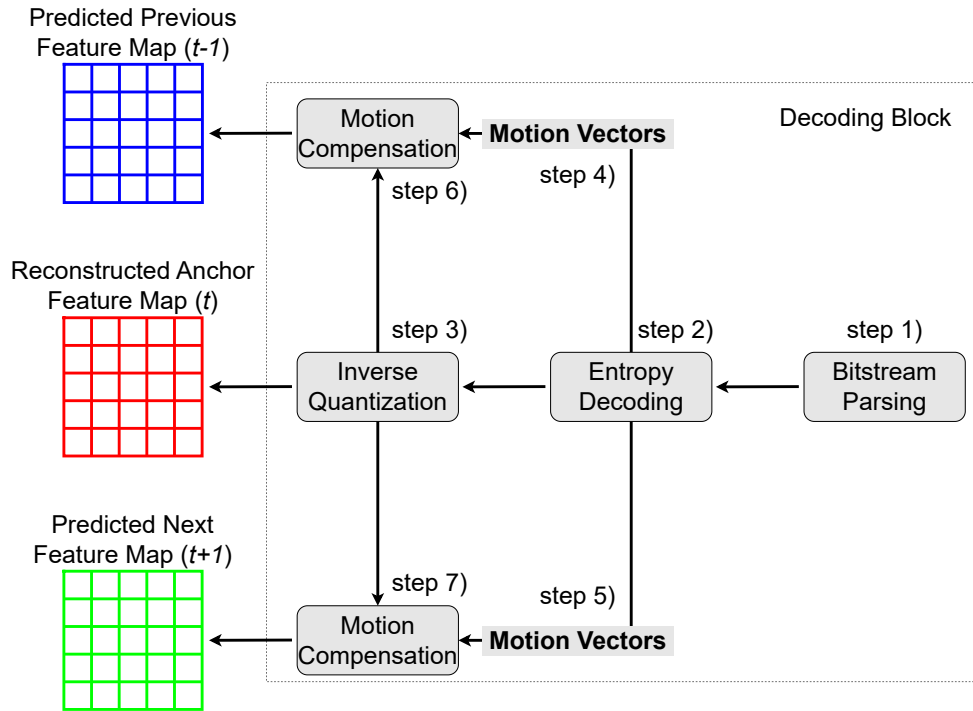 Predicted Previous
Feature Map (t-1)
Decoding Block
Motion
Compensation
Motion Vectors
step 4)
step 6)
Reconstructed Anchor
Feature Map (t)
step 3)
step 2)
step 1)
Inverse
Quantization
Entropy
Decoding
Bitstream
Parsing
Predicted Next
Feature Map (t+1)
step 7)
step 5)
Motion
Compensation
Motion Vectors